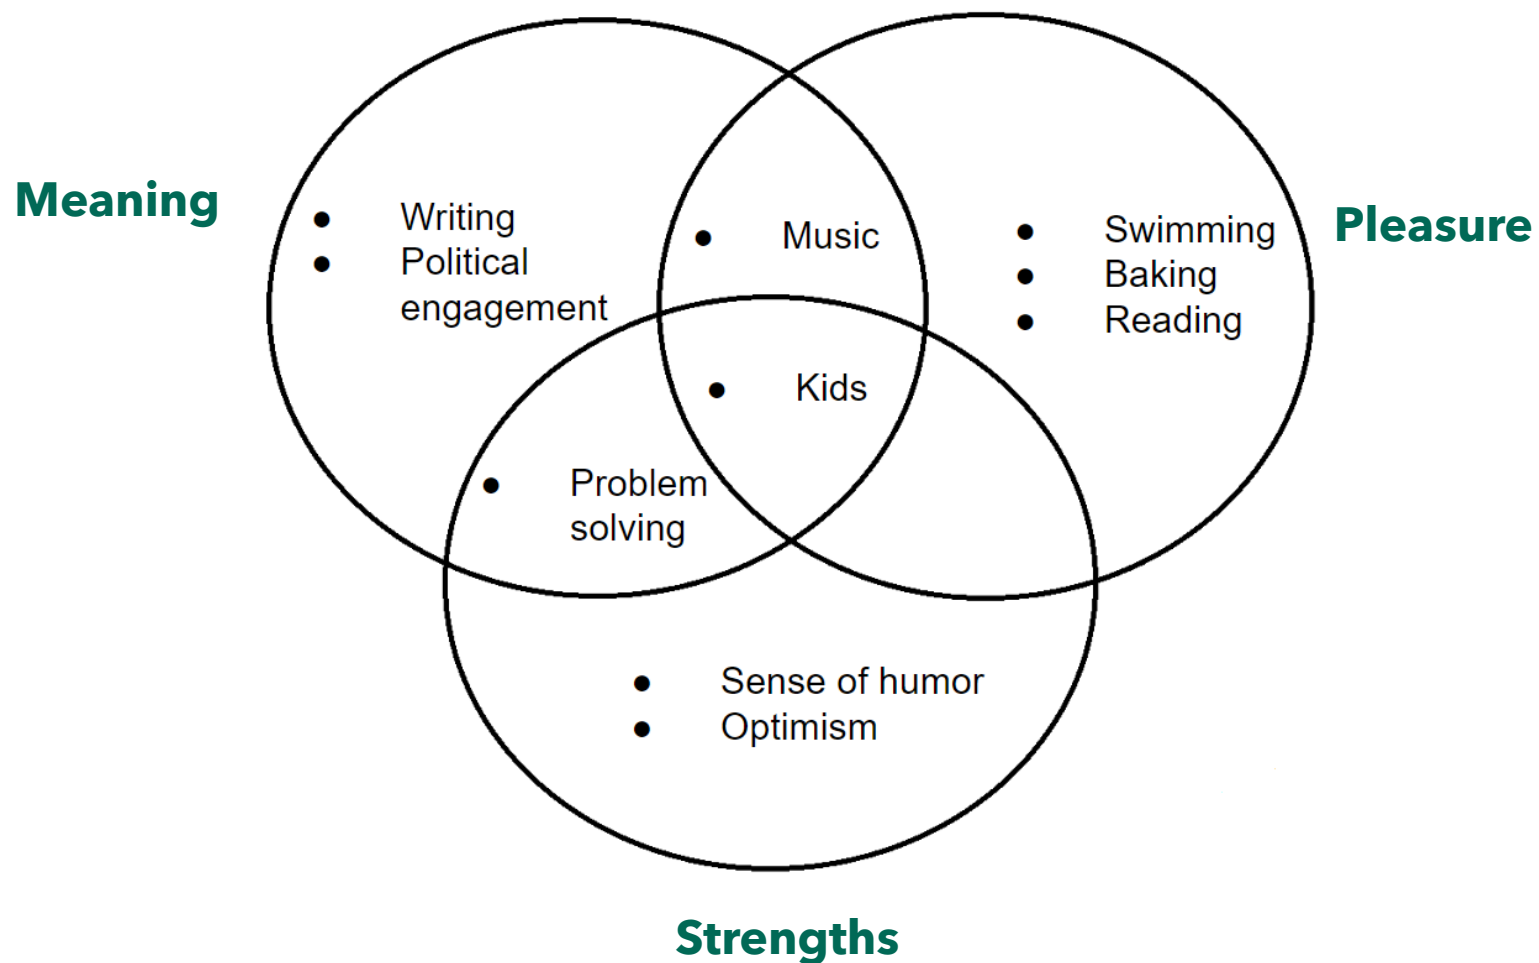 Meaning
• Writing
• Political
engagement
• Music
Pleasure
• Swimming
• Baking
• Reading
• Kids
• Problem
solving
• Sense of humor
• Optimism
Strengths